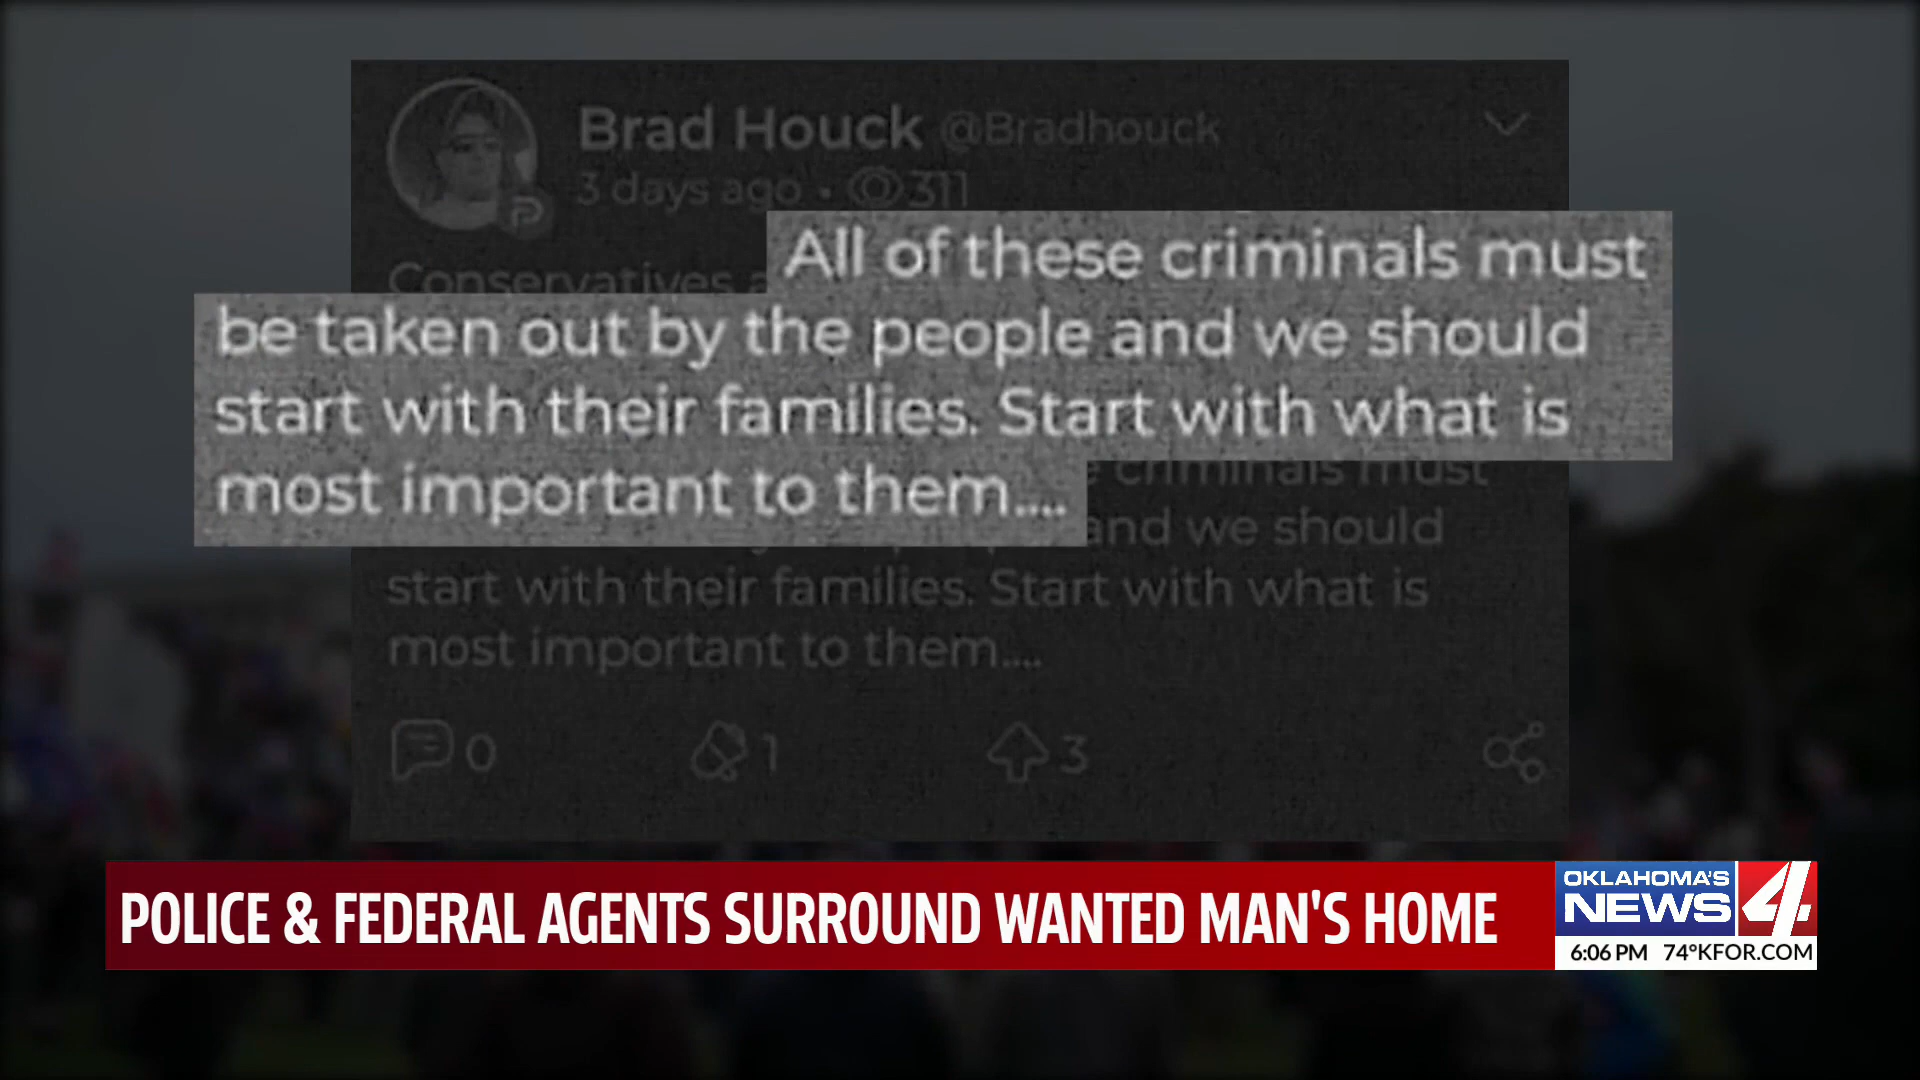 Brad Houck @Bradhouck
3 days ago · 311
Conservatives
All of these criminals must
be taken out by the people and we should
start with their families. Start with what is
most important to them....
criminals must
and we should
start with their families. Start with what is
most important to them....
0 1 3
POLICE & FEDERAL AGENTS SURROUND WANTED MAN'S HOME
OKLAHOMA'S
NEWS 4
6:06 PM 74° KFOR.COM